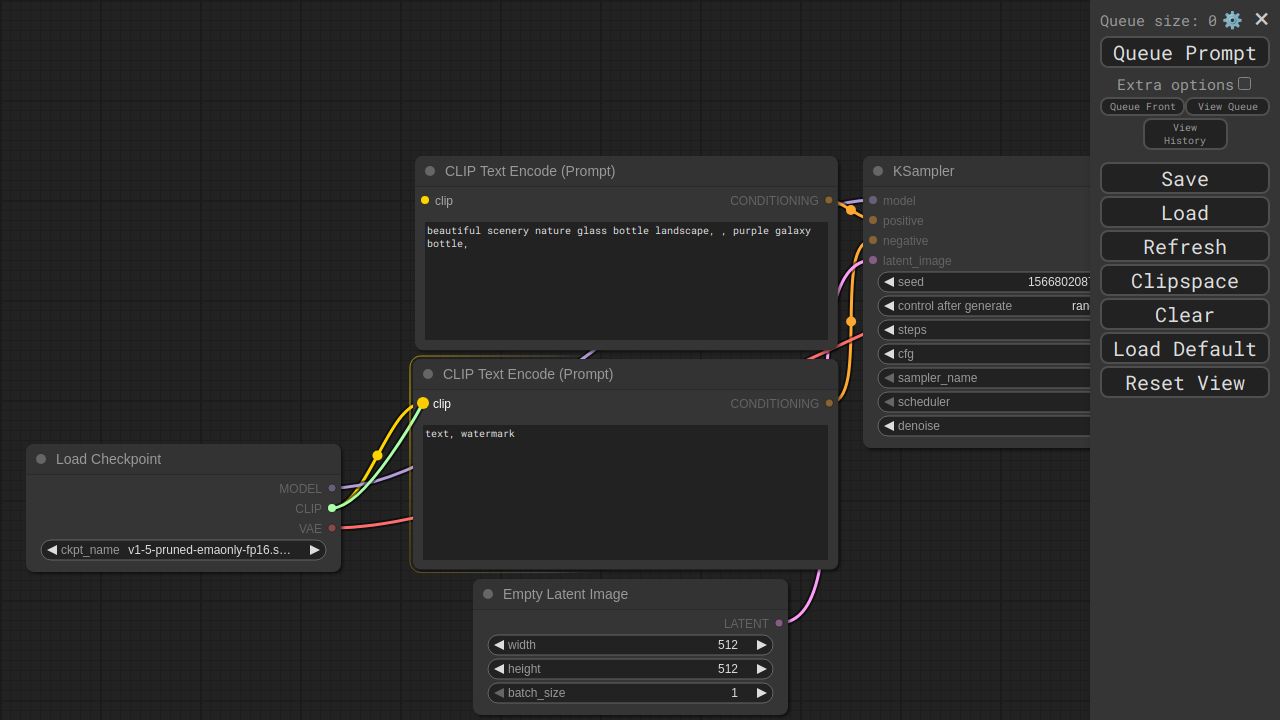 Queue size: 0
Queue Prompt
Extra options
Queue Front
View Queue
View
History
Save
Load
Refresh
Clipspace
Clear
Load Default
Reset View
CLIP Text Encode (Prompt)
clip
CONDITIONING
beautiful scenery nature glass bottle landscape, , purple galaxy
bottle,
KSampler
model
positive
negative
latent_image
seed
1566802087
control after generate
steps
cfg
sampler_name
scheduler
denoise
CLIP Text Encode (Prompt)
clip
CONDITIONING
text, watermark
Load Checkpoint
MODEL
CLIP
VAE
ckpt_name v1-5-pruned-emaonly-fp16.s…
Empty Latent Image
LATENT
width 512
height 512
batch_size 1